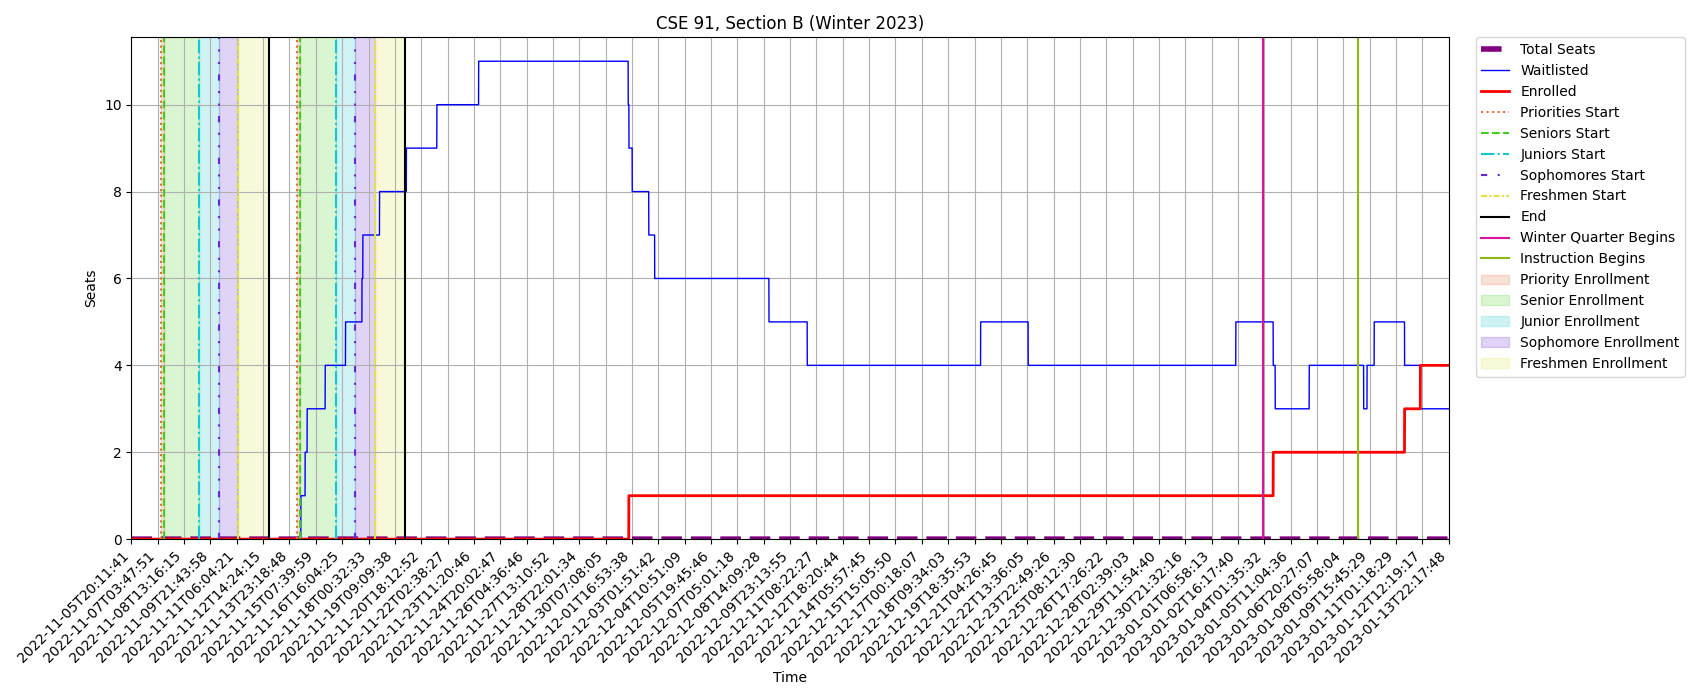 CSE 91, Section B (Winter 2023)
Seats
10
8
6
4
2
0
2022-11-05T20:11:41
2022-11-07T03:47:51
2022-11-08T13:16:15
2022-11-09T21:43:58
2022-11-11T06:04:21
2022-11-12T14:24:15
2022-11-13T23:18:49
2022-11-15T07:39:59
2022-11-16T16:04:25
2022-11-18T00:32:33
2022-11-19T09:09:38
2022-11-20T18:12:52
2022-11-22T02:38:27
2022-11-23T11:20:46
2022-11-24T20:02:47
2022-11-26T04:36:46
2022-11-27T13:10:52
2022-11-28T22:01:34
2022-11-30T07:08:05
2022-12-01T16:53:38
2022-12-03T01:51:42
2022-12-04T10:51:09
2022-12-05T19:45:46
2022-12-07T05:01:18
2022-12-08T14:09:28
2022-12-09T23:13:55
2022-12-11T08:22:27
2022-12-12T18:20:44
2022-12-14T05:57:45
2022-12-15T15:05:50
2022-12-17T00:18:07
2022-12-18T09:34:03
2022-12-19T18:35:53
2022-12-21T04:26:45
2022-12-22T13:36:05
2022-12-23T22:49:26
2022-12-25T08:12:30
2022-12-26T17:26:22
2022-12-28T02:39:03
2022-12-29T11:54:40
2022-12-30T21:32:16
2023-01-01T06:58:13
2023-01-02T16:17:40
2023-01-04T01:35:32
2023-01-05T11:04:36
2023-01-06T20:27:07
2023-01-08T05:58:04
2023-01-09T15:45:29
2023-01-11T01:18:29
2023-01-12T12:19:17
2023-01-13T22:17:48
Time
Total Seats
Waitlisted
Enrolled
Priorities Start
Seniors Start
Juniors Start
Sophomores Start
Freshmen Start
End
Winter Quarter Begins
Instruction Begins
Priority Enrollment
Senior Enrollment
Junior Enrollment
Sophomore Enrollment
Freshmen Enrollment